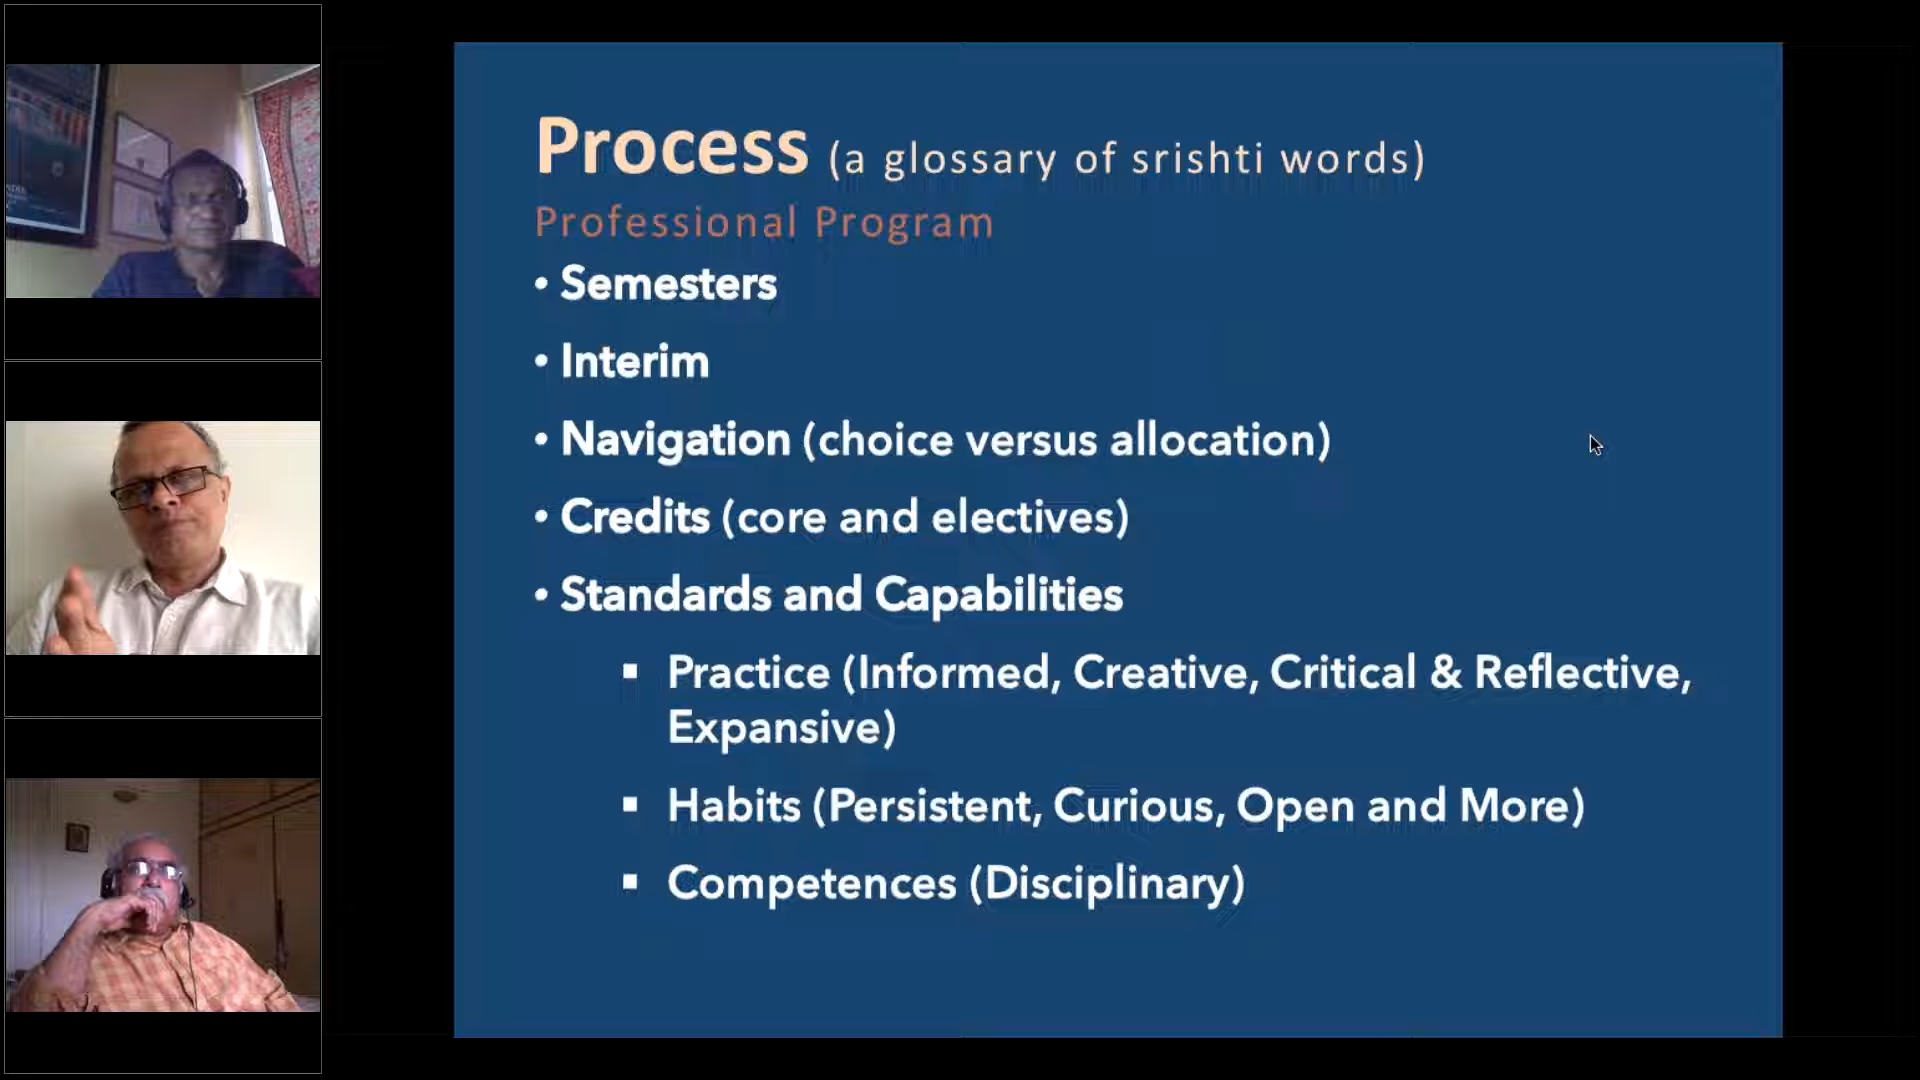 Process (a glossary of srishti words)
Professional Program
• Semesters
• Interim
• Navigation (choice versus allocation)
• Credits (core and electives)
• Standards and Capabilities
▪ Practice (Informed, Creative, Critical & Reflective,
Expansive)
▪ Habits (Persistent, Curious, Open and More)
▪ Competences (Disciplinary)